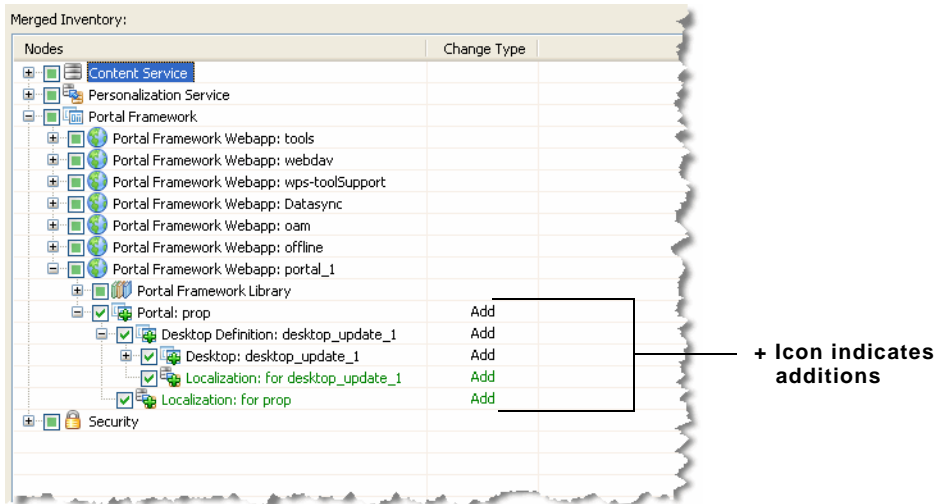 Merged Inventory:
Nodes Change Type
Content Service
Personalization Service
Portal Framework
Portal Framework Webapp: tools
Portal Framework Webapp: webdav
Portal Framework Webapp: wps-toolSupport
Portal Framework Webapp: Datasync
Portal Framework Webapp: oam
Portal Framework Webapp: offline
Portal Framework Webapp: portal_1
Portal Framework Library
Portal: prop Add
Desktop Definition: desktop_update_1 Add
Desktop: desktop_update_1 Add
Localization: for desktop_update_1 Add
Localization: for prop Add
Security
+ Icon indicates
additions